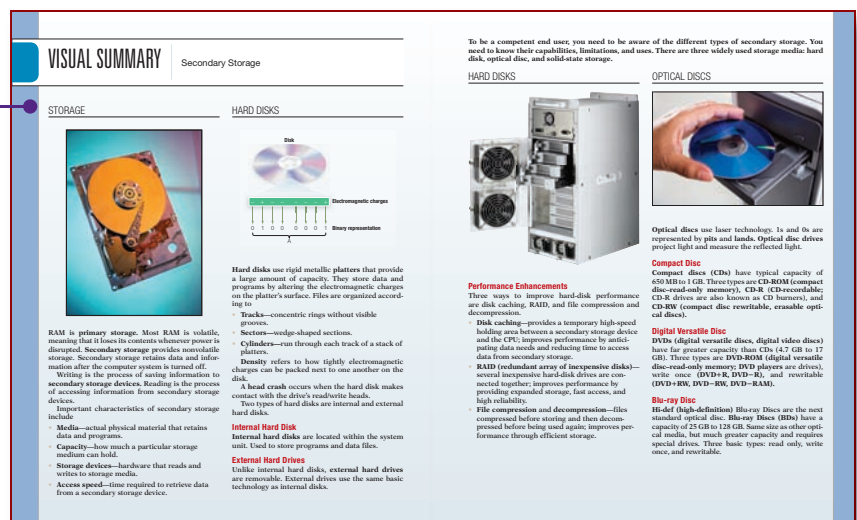 VISUAL SUMMARY
Secondary Storage
STORAGE
RAM is primary storage. Most RAM is volatile,
meaning that it loses its contents whenever power is
disrupted. Secondary storage provides nonvolatile
storage. Secondary storage retains data and infor-
mation after the computer system is turned off.
Writing is the process of saving information to
secondary storage devices. Reading is the process
of accessing information from secondary storage
devices.
Important characteristics of secondary storage
include
• Media—actual physical material that retains
data and programs.
• Capacity—how much a particular storage
medium can hold.
• Storage devices—hardware that reads and
writes to storage media.
• Access speed—time required to retrieve data
from a secondary storage device.
HARD DISKS
Disk
Electromagnetic charges
0 1 0 0 0 0 0 1 Binary representation
A
Hard disks use rigid metallic platters that provide
a large amount of capacity. They store data and
programs by altering the electromagnetic charges
on the platter's surface. Files are organized accord-
ing to
• Tracks—concentric rings without visible
grooves.
• Sectors—wedge-shaped sections.
• Cylinders—run through each track of a stack of
platters.
Density refers to how tightly electromagnetic
charges can be packed next to one another on the
disk.
A head crash occurs when the hard disk makes
contact with the drive's read/write heads.
Two types of hard disks are internal and external
hard disks.
Internal Hard Disk
Internal hard disks are located within the system
unit. Used to store programs and data files.
External Hard Drives
Unlike internal hard disks, external hard drives
are removable. External drives use the same basic
technology as internal disks.
To be a competent end user, you need to be aware of the different types of secondary storage. You
need to know their capabilities, limitations, and uses. There are three widely used storage media: hard
disk, optical disc, and solid-state storage.
HARD DISKS
Performance Enhancements
Three ways to improve hard-disk performance
are disk caching, RAID, and file compression and
decompression.
• Disk caching—provides a temporary high-speed
holding area between a secondary storage device
and the CPU; improves performance by antici-
pating data needs and reducing time to access
data from secondary storage.
• RAID (redundant array of inexpensive disks)—
several inexpensive hard-disk drives are con-
nected together; improves performance by
providing expanded storage, fast access, and
high reliability.
• File compression and decompression—files
compressed before storing and then decom-
pressed before being used again; improves per-
formance through efficient storage.
OPTICAL DISCS
Optical discs use laser technology. 1s and 0s are
represented by pits and lands. Optical disc drives
project light and measure the reflected light.
Compact Disc
Compact discs (CDs) have typical capacity of
650 MB to 1 GB. Three types are CD-ROM (compact
disc–read-only memory), CD-R (CD-recordable;
CD-R drives are also known as CD burners), and
CD-RW (compact disc rewritable, erasable opti-
cal discs).
Digital Versatile Disc
DVDs (digital versatile discs, digital video discs)
have far greater capacity than CDs (4.7 GB to 17
GB). Three types are DVD-ROM (digital versatile
disc–read-only memory; DVD players are drives),
write once (DVD+R, DVD−R), and rewritable
(DVD+RW, DVD−RW, DVD−RAM).
Blu-ray Disc
Hi-def (high-definition) Blu-ray Discs are the next
standard optical disc. Blu-ray Discs (BDs) have a
capacity of 25 GB to 128 GB. Same size as other opti-
cal media, but much greater capacity and requires
special drives. Three basic types: read only, write
once, and rewritable.